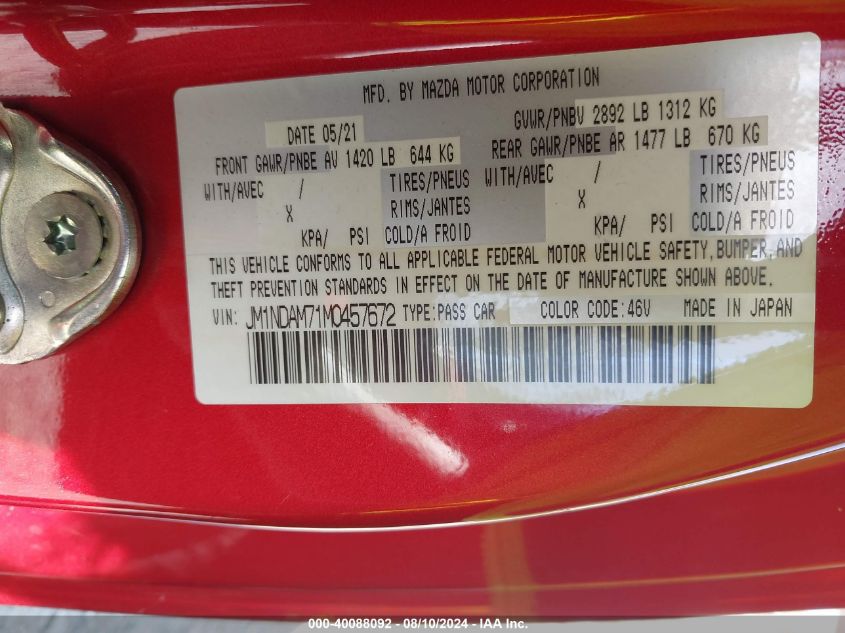 MFD. BY MAZDA MOTOR CORPORATION
DATE 05/21
GVWR/PNBV 2892 LB 1312 KG
FRONT GAWR/PNBE AV 1420 LB 644 KG
REAR GAWR/PNBE AR 1477 LB 670 KG
WITH/AVEC / TIRES/PNEUS WITH/AVEC / TIRES/PNEUS
X RIMS/JANTES X RIMS/JANTES
KPA/ PSI COLD/A FROID KPA/ PSI COLD/A FROID
THIS VEHICLE CONFORMS TO ALL APPLICABLE FEDERAL MOTOR VEHICLE SAFETY, BUMPER, AND
THEFT PREVENTION STANDARDS IN EFFECT ON THE DATE OF MANUFACTURE SHOWN ABOVE.
VIN: JM1NDAM71M0457672 TYPE:PASS CAR COLOR CODE:46V MADE IN JAPAN
000-40088092 - 08/10/2024 - IAA Inc.